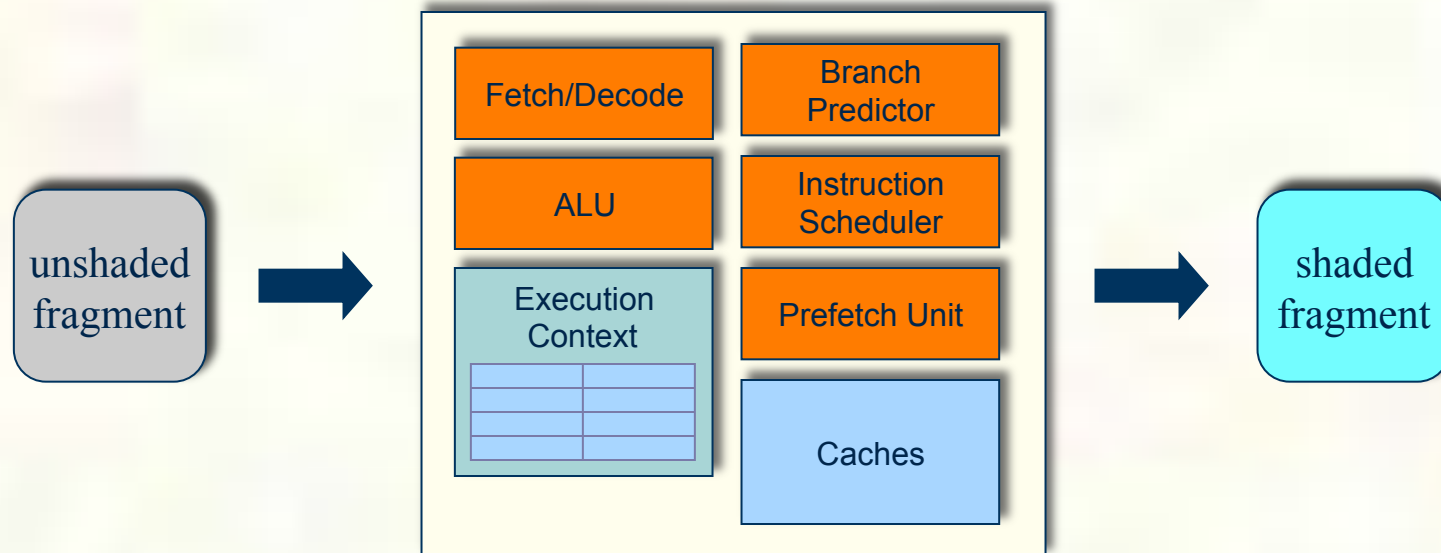 unshaded
fragment
Fetch/Decode
ALU
Execution
Context
Branch
Predictor
Instruction
Scheduler
Prefetch Unit
Caches
shaded
fragment